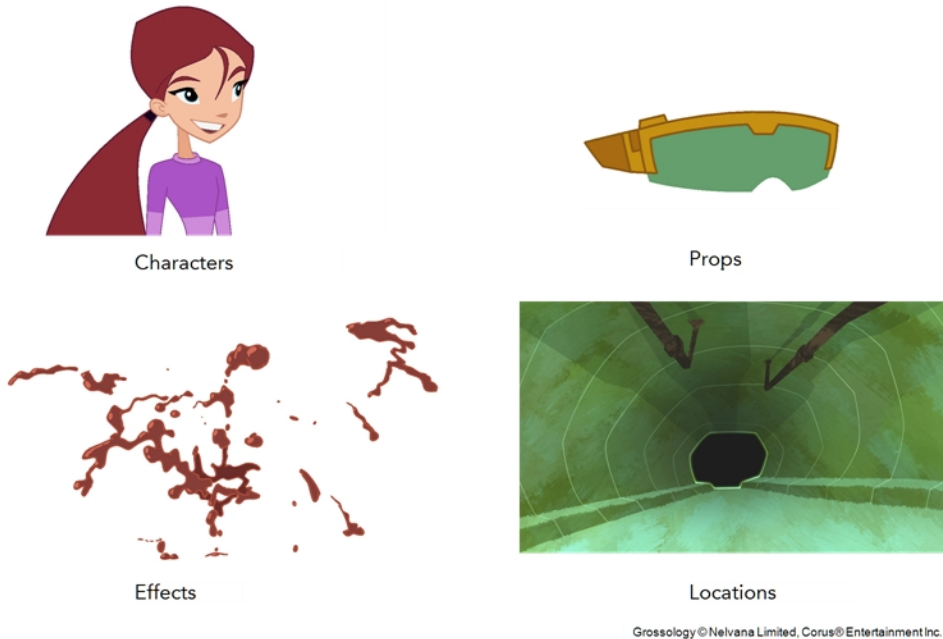 Characters
Props
Effects
Locations
Grossology © Nelvana Limited, Corus® Entertainment Inc.